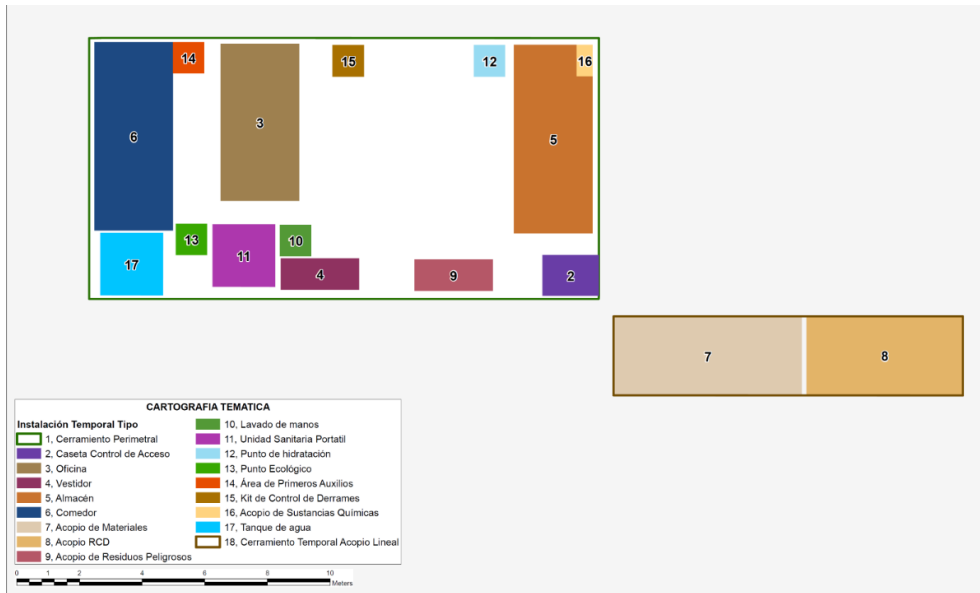 14
15
12
16
6
3
5
13
11
10
17
4
9
2
7
8
CARTOGRAFIA TEMATICA
Instalación Temporal Tipo
1, Cerramiento Perimetral
2, Caseta Control de Acceso
3, Oficina
4, Vestidor
5, Almacén
6, Comedor
7, Acopio de Materiales
8, Acopio RCD
9, Acopio de Residuos Peligrosos
10, Lavado de manos
11, Unidad Sanitaria Portatil
12, Punto de hidratación
13, Punto Ecológico
14, Área de Primeros Auxilios
15, Kit de Control de Derrames
16, Acopio de Sustancias Químicas
17, Tanque de agua
18, Cerramiento Temporal Acopio Lineal
0 2 4 6 8 10
Meters